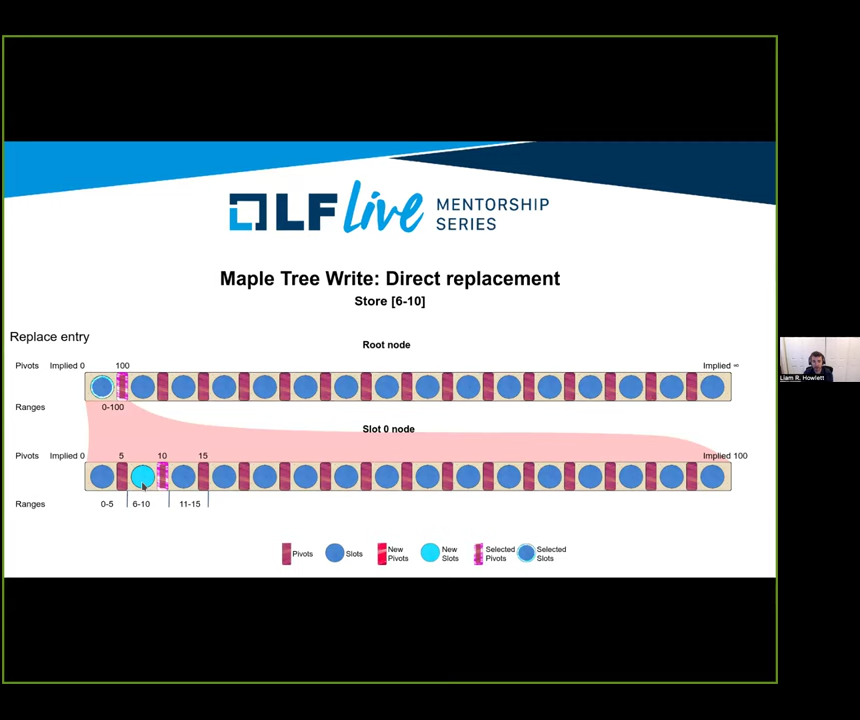 LF Live MENTORSHIP
SERIES
Maple Tree Write: Direct replacement
Store [6-10]
Replace entry
Root node
Pivots Implied 0 100 Implied ∞
Ranges 0-100
Slot 0 node
Pivots Implied 0 5 10 15 Implied 100
Ranges 0-5 6-10 11-15
Pivots Slots New Pivots New Slots Selected Pivots Selected Slots
Liam R. Howlett